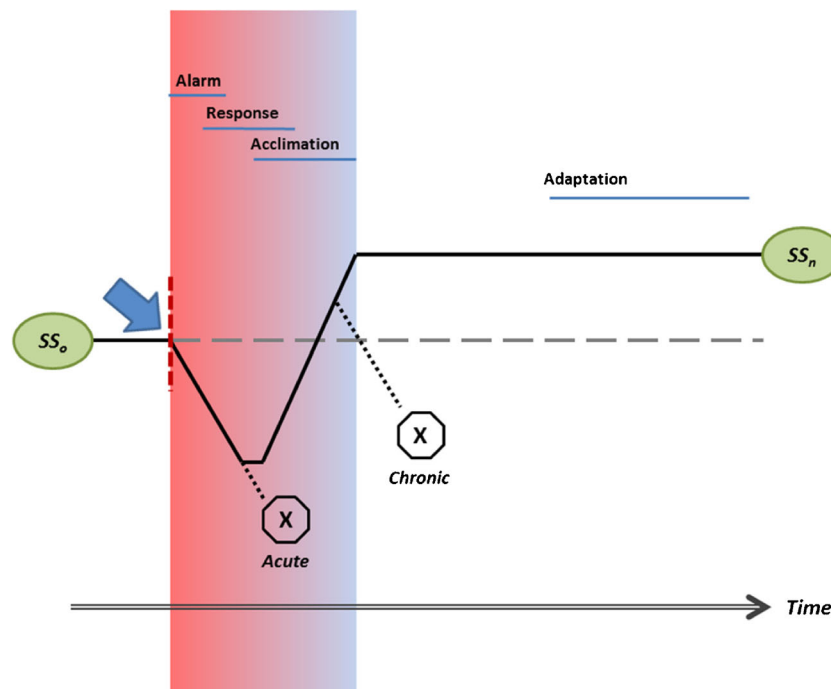 Alarm
Response
Acclimation
Adaptation
SSn
SSo
X
Chronic
X
Acute
Time